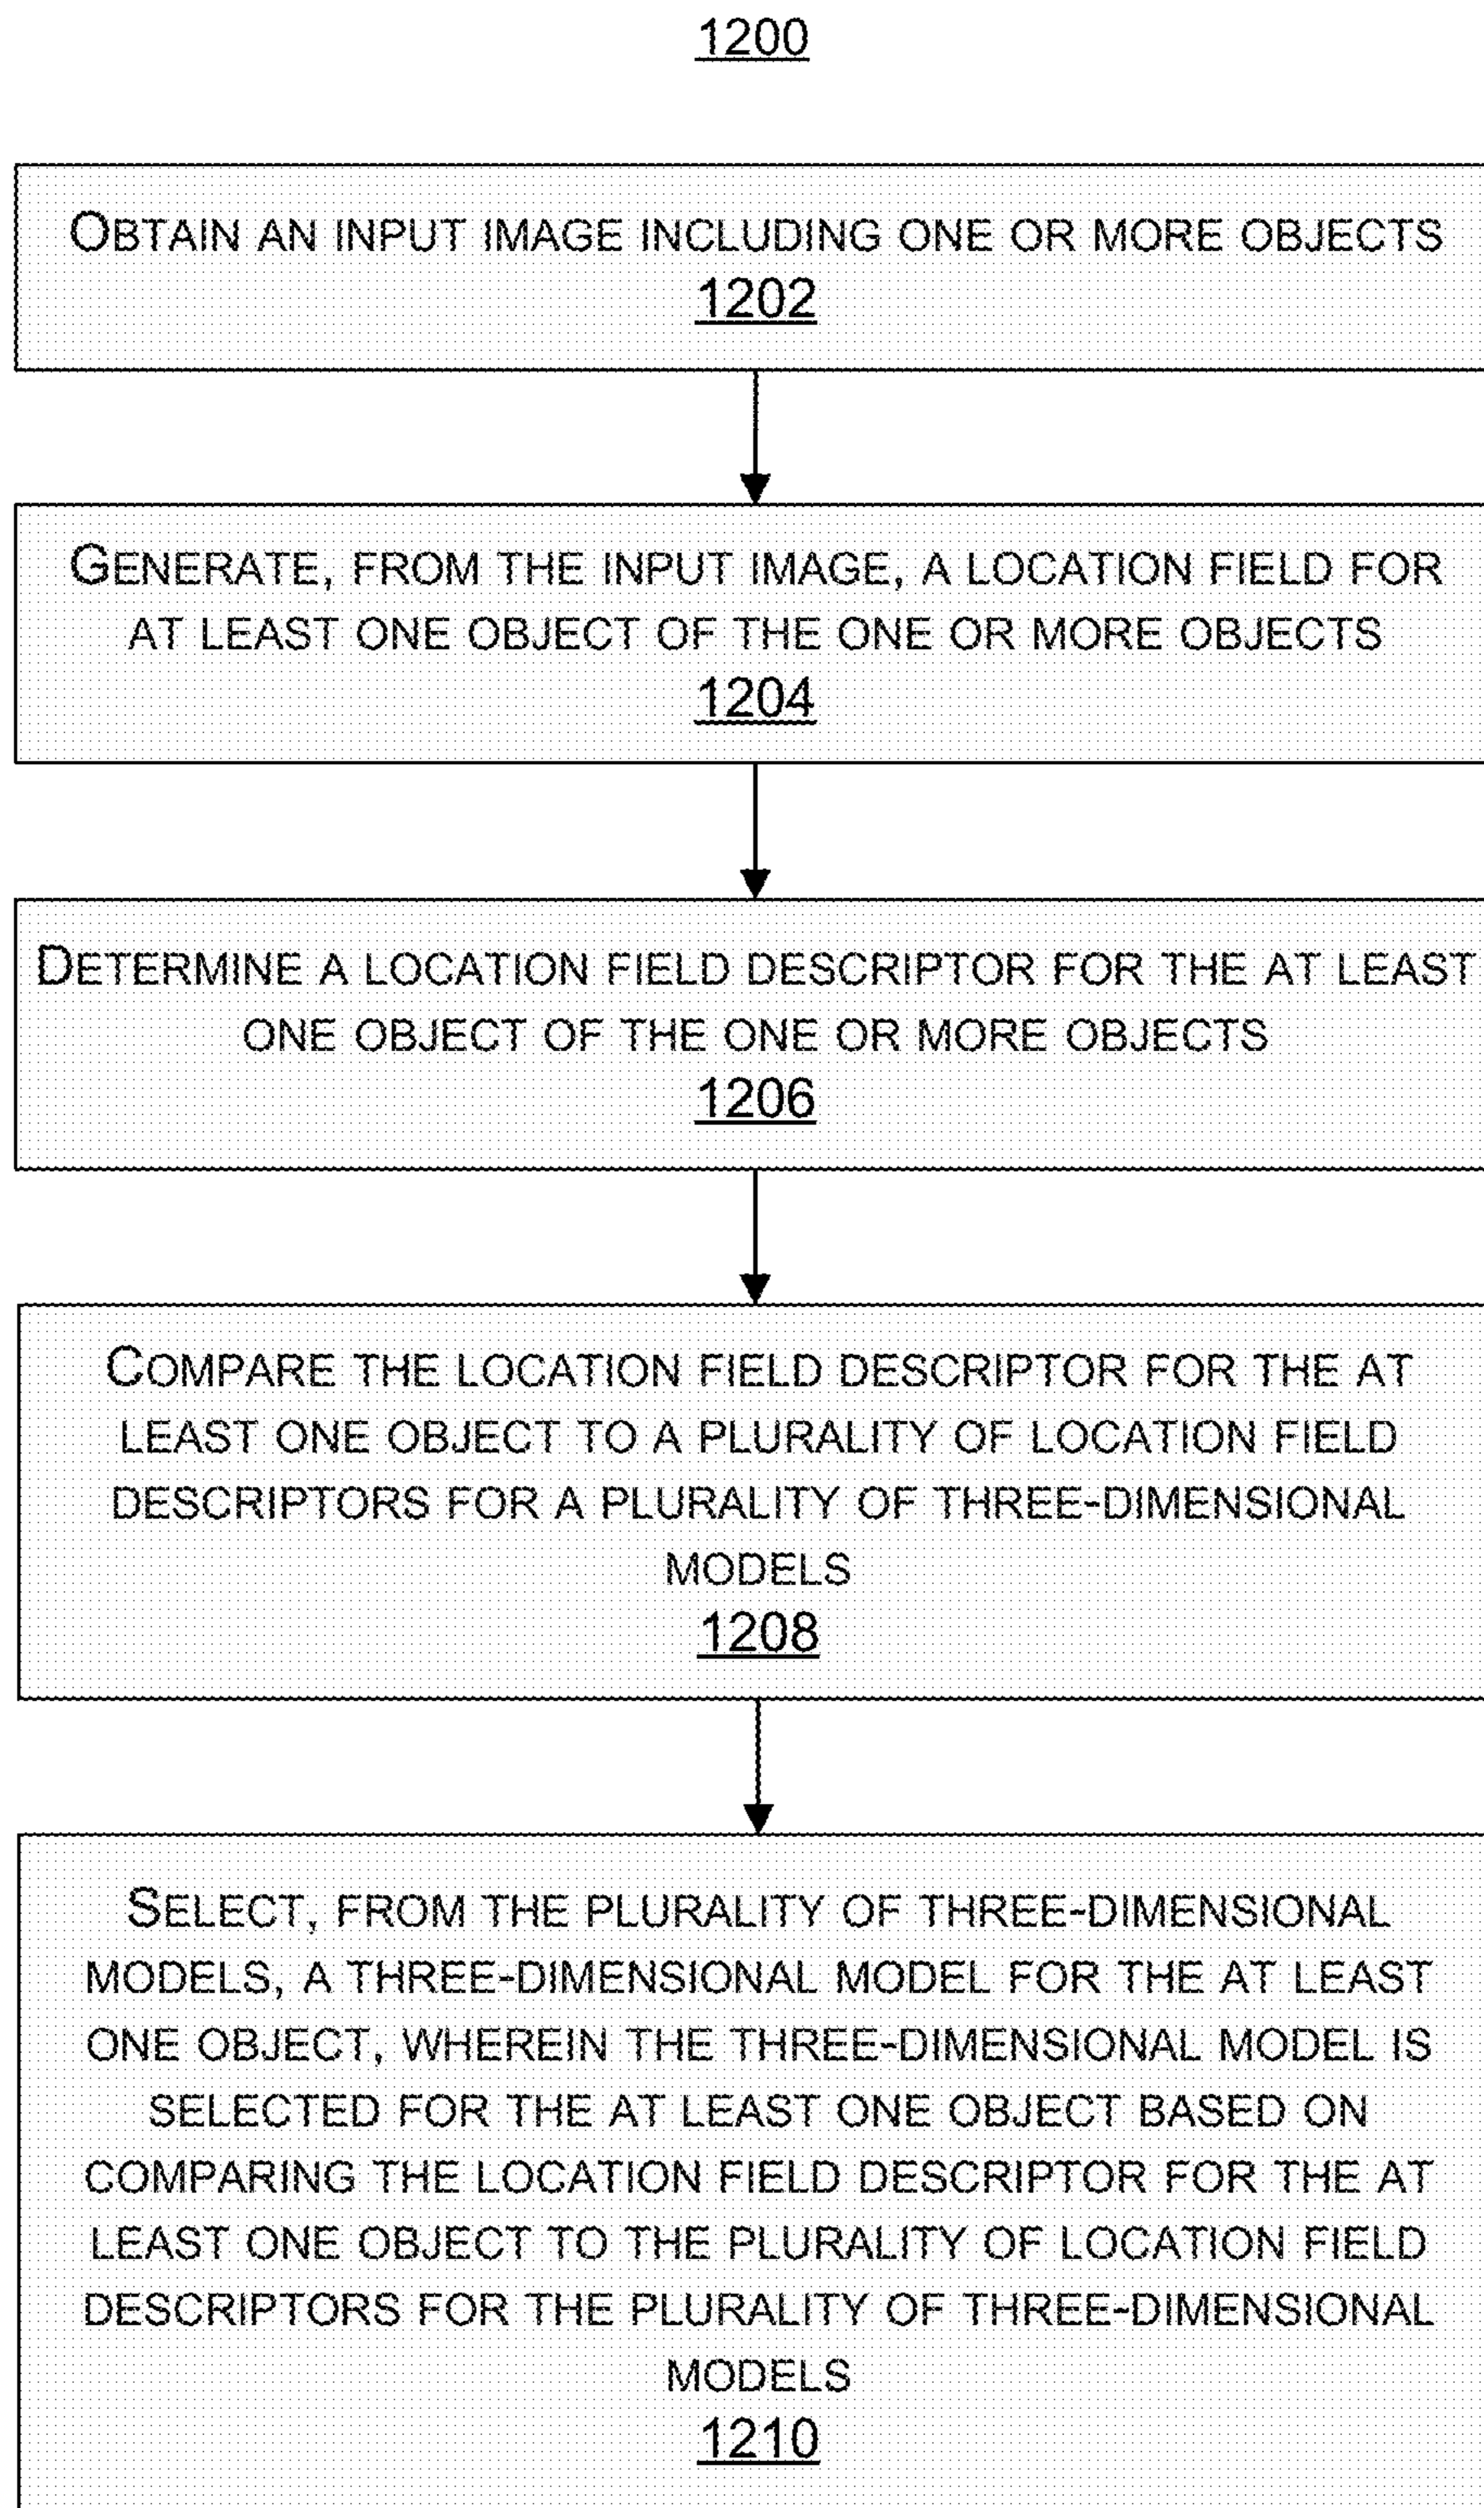 1200
OBTAIN AN INPUT IMAGE INCLUDING ONE OR MORE OBJECTS
1202
GENERATE, FROM THE INPUT IMAGE, A LOCATION FIELD FOR
AT LEAST ONE OBJECT OF THE ONE OR MORE OBJECTS
1204
DETERMINE A LOCATION FIELD DESCRIPTOR FOR THE AT LEAST
ONE OBJECT OF THE ONE OR MORE OBJECTS
1206
COMPARE THE LOCATION FIELD DESCRIPTOR FOR THE AT
LEAST ONE OBJECT TO A PLURALITY OF LOCATION FIELD
DESCRIPTORS FOR A PLURALITY OF THREE-DIMENSIONAL
MODELS
1208
SELECT, FROM THE PLURALITY OF THREE-DIMENSIONAL
MODELS, A THREE-DIMENSIONAL MODEL FOR THE AT LEAST
ONE OBJECT, WHEREIN THE THREE-DIMENSIONAL MODEL IS
SELECTED FOR THE AT LEAST ONE OBJECT BASED ON
COMPARING THE LOCATION FIELD DESCRIPTOR FOR THE AT
LEAST ONE OBJECT TO THE PLURALITY OF LOCATION FIELD
DESCRIPTORS FOR THE PLURALITY OF THREE-DIMENSIONAL
MODELS
1210